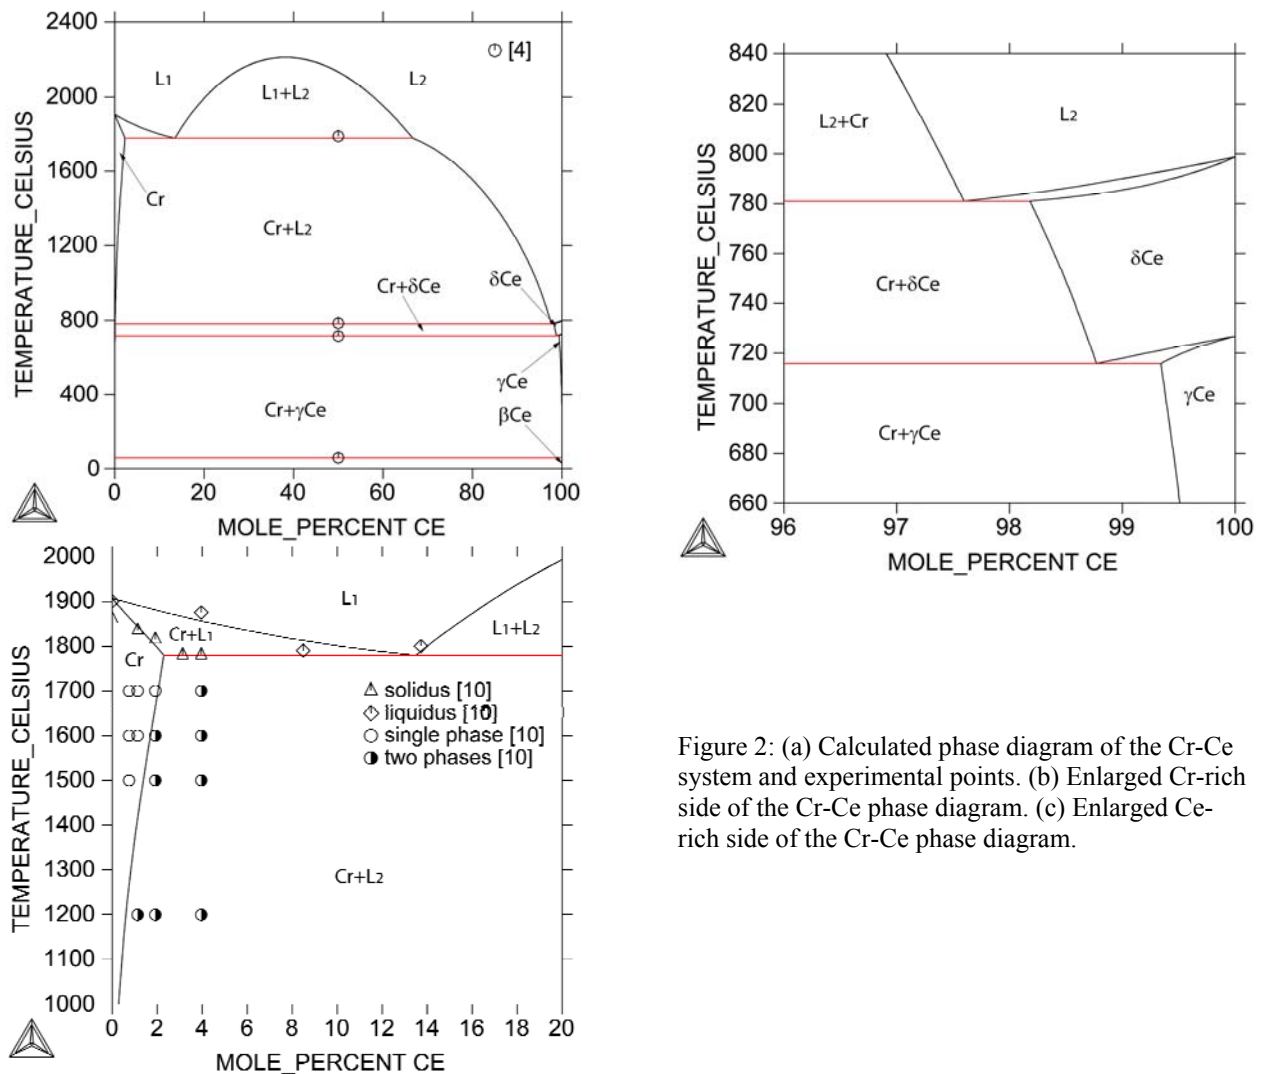 2400
2000
1600
1200
800
400
0
TEMPERATURE_CELSIUS
[4]
L1
L2
L1+L2
Cr
Cr+L2
Cr+δCe
δCe
γCe
βCe
Cr+γCe
0 20 40 60 80 100
MOLE_PERCENT CE
840
820
800
780
760
740
720
700
680
660
TEMPERATURE_CELSIUS
L2+Cr
L2
Cr+δCe
δCe
Cr+γCe
γCe
96 97 98 99 100
MOLE_PERCENT CE
2000
1900
1800
1700
1600
1500
1400
1300
1200
1100
1000
TEMPERATURE_CELSIUS
L1
Cr+L1
L1+L2
Cr
solidus [10]
liquidus [10]
single phase [10]
two phases [10]
Cr+L2
0 2 4 6 8 10 12 14 16 18 20
MOLE_PERCENT CE
Figure 2: (a) Calculated phase diagram of the Cr-Ce
system and experimental points. (b) Enlarged Cr-rich
side of the Cr-Ce phase diagram. (c) Enlarged Ce-
rich side of the Cr-Ce phase diagram.